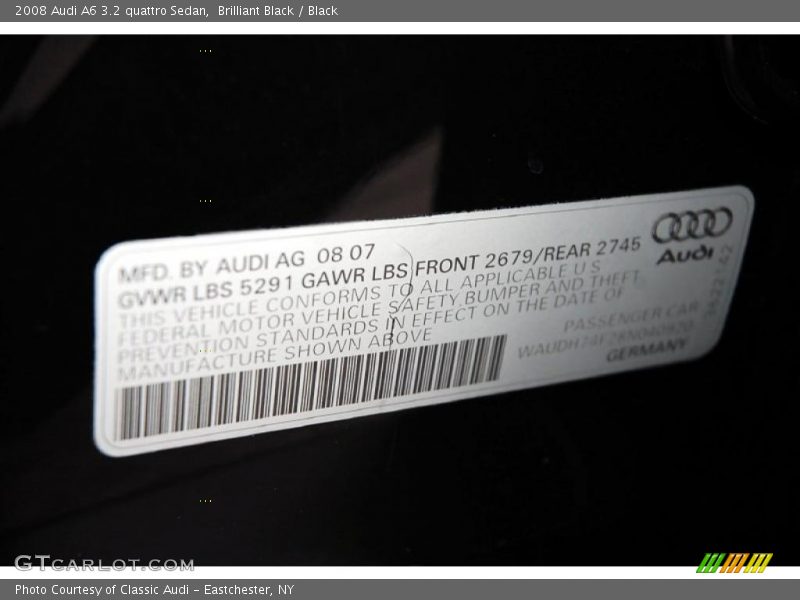 2008 Audi A6 3.2 quattro Sedan,  Brilliant Black / Black
MFD. BY AUDI AG  08 07
GVWR LBS 5291 GAWR LBS FRONT 2679/REAR 2745
THIS VEHICLE CONFORMS TO ALL APPLICABLE U S
FEDERAL MOTOR VEHICLE SAFETY BUMPER AND THEFT
PREVENTION STANDARDS IN EFFECT ON THE DATE OF
MANUFACTURE SHOWN ABOVE
Audi
PASSENGER CAR
GERMANY
GTCARLOT.COM
Photo Courtesy of Classic Audi – Eastchester, NY